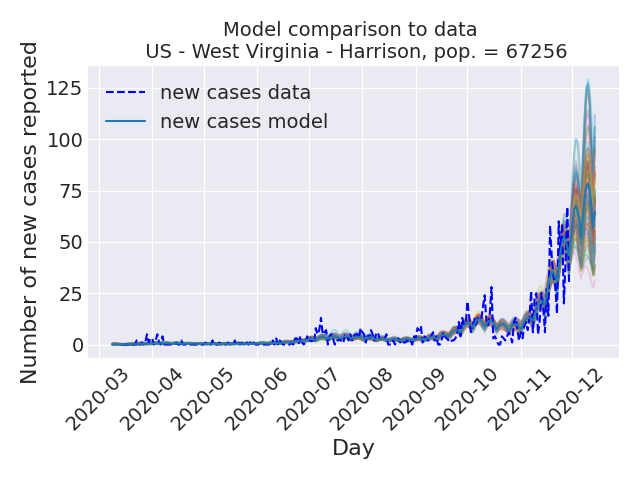 Model comparison to data
US - West Virginia - Harrison, pop. = 67256
Number of new cases reported
125
100
75
50
25
0
new cases data
new cases model
2020-03
2020-04
2020-05
2020-06
2020-07
2020-08
2020-09
2020-10
2020-11
2020-12
Day